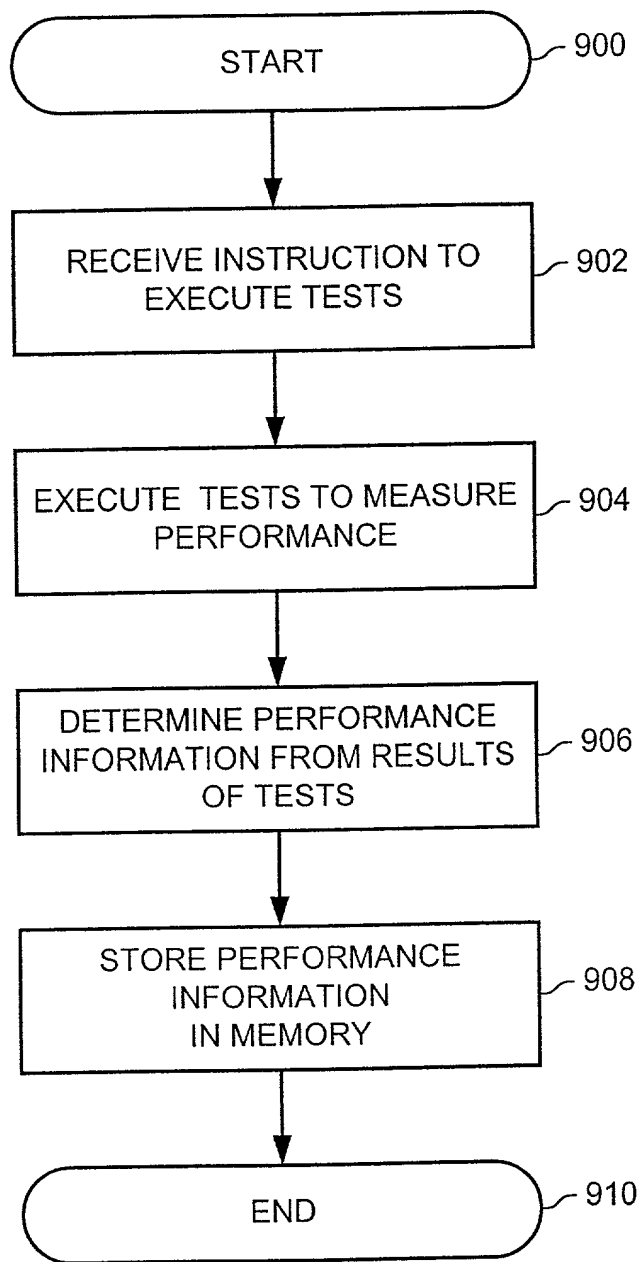 START
900
RECEIVE INSTRUCTION TO
EXECUTE TESTS
902
EXECUTE TESTS TO MEASURE
PERFORMANCE
904
DETERMINE PERFORMANCE
INFORMATION FROM RESULTS
OF TESTS
906
STORE PERFORMANCE
INFORMATION
IN MEMORY
908
END
910